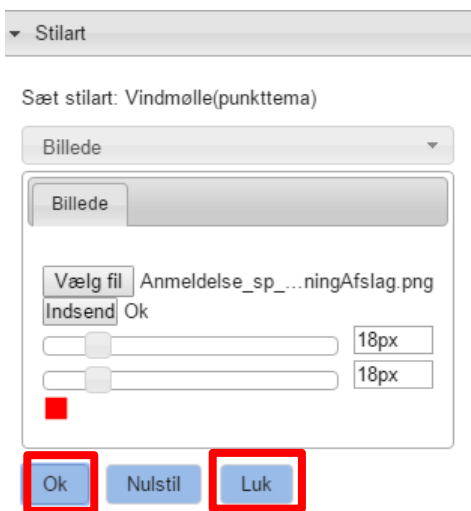 Stilart
Sæt stilart: Vindmølle(punkttema)
Billede
Billede
Vælg fil Anmeldelse_sp_...ningAfslag.png
Indsend Ok
18px
18px
Ok Nulstil Luk